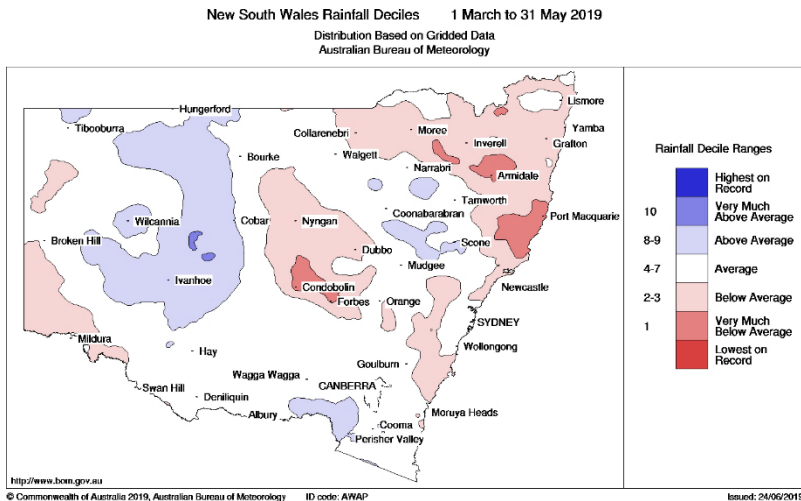 New South Wales Rainfall Deciles 1 March to 31 May 2019
Distribution Based on Gridded Data
Australian Bureau of Meteorology
Hungerford
Tibooburra
Lismore
Collarenebri
Moree
Yamba
Inverell
Grafton
Bourke
Walgett
Narrabri
Armidale
Tamworth
Wilcannia
Coonabarabran
Port Macquarie
Cobar
Nyngan
Broken Hill
Scone
Dubbo
Mudgee
Ivanhoe
Condobolin
Newcastle
Forbes
Orange
SYDNEY
Mildura
Wollongong
Hay
Goulburn
Wagga Wagga
CANBERRA
Swan Hill
Deniliquin
Albury
Moruya Heads
Cooma
Perisher Valley
Rainfall Decile Ranges
Highest on
Record
10 Very Much
Above Average
8-9 Above Average
4-7 Average
2-3 Below Average
1 Very Much
Below Average
Lowest on
Record
http://www.bom.gov.au
© Commonwealth of Australia 2019, Australian Bureau of Meteorology ID code: AWAP Issued: 24/06/2019